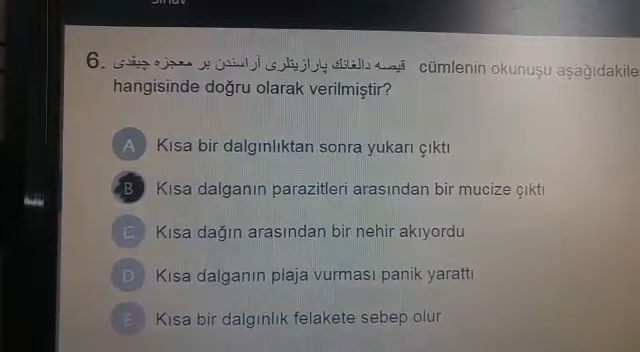 Sınav
6. قيصه دالغانك پارازيتلرى آراسندن بر معجزه چيقدى cümlenin okunuşu aşağıdakile
hangisinde doğru olarak verilmiştir?
A Kısa bir dalgınlıktan sonra yukarı çıktı
B Kısa dalganın parazitleri arasından bir mucize çıktı
C Kısa dağın arasından bir nehir akıyordu
D Kısa dalganın plaja vurması panik yarattı
E Kısa bir dalgınlık felakete sebep olur